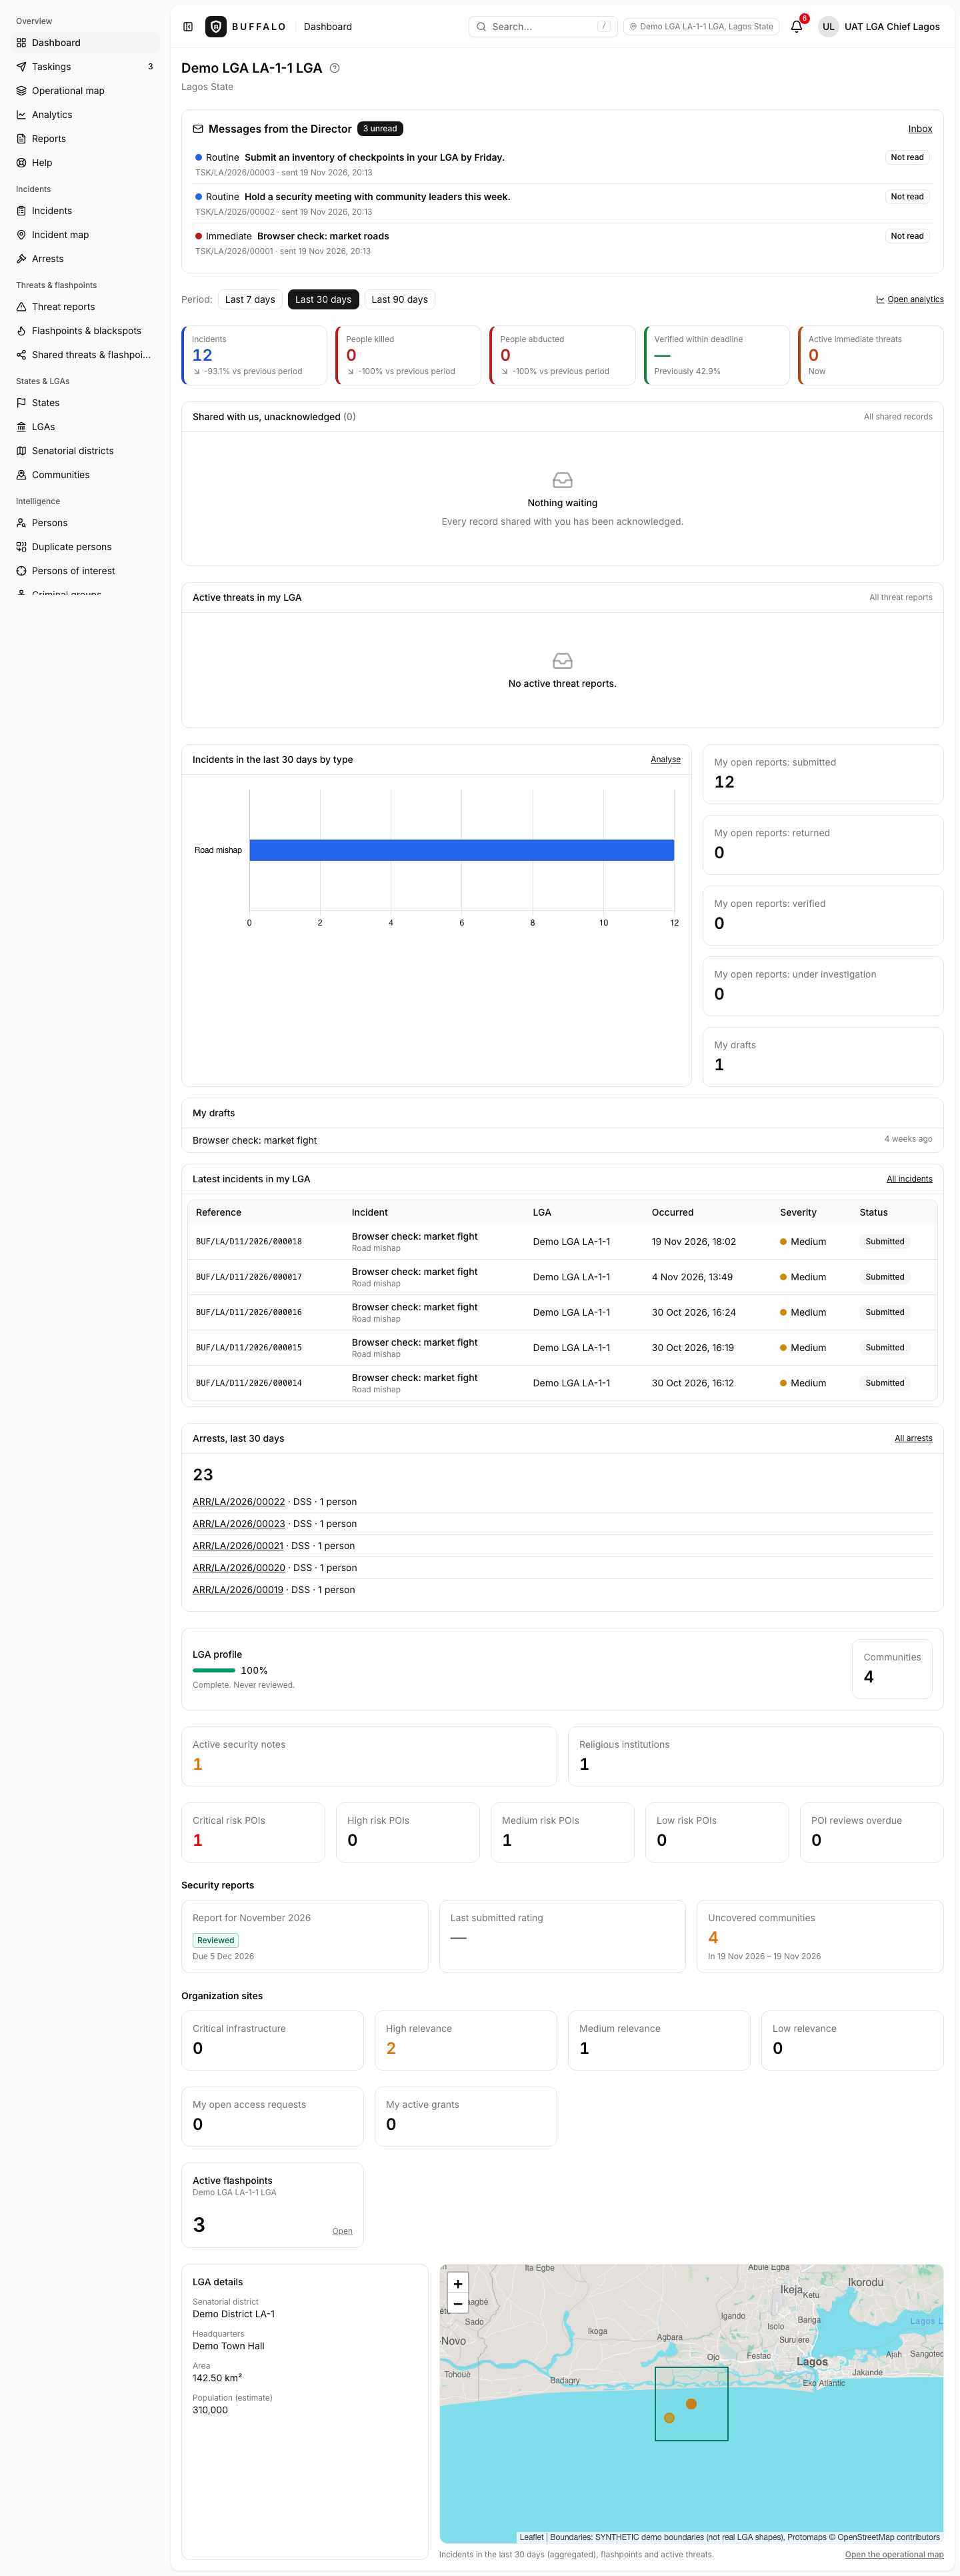 Overview
Dashboard
Taskings 3
Operational map
Analytics
Reports
Help
Incidents
Incidents
Incident map
Arrests
Threats & flashpoints
Threat reports
Flashpoints & blackspots
Shared threats & flashpoi...
States & LGAs
States
LGAs
Senatorial districts
Communities
Intelligence
Persons
Duplicate persons
Persons of interest
Criminal groups
BUFFALO Dashboard
Search... /
Demo LGA LA-1-1 LGA, Lagos State
6
UL UAT LGA Chief Lagos
Demo LGA LA-1-1 LGA
Lagos State
Messages from the Director 3 unread Inbox
Routine Submit an inventory of checkpoints in your LGA by Friday. Not read
TSK/LA/2026/00003 · sent 19 Nov 2026, 20:13
Routine Hold a security meeting with community leaders this week. Not read
TSK/LA/2026/00002 · sent 19 Nov 2026, 20:13
Immediate Browser check: market roads Not read
TSK/LA/2026/00001 · sent 19 Nov 2026, 20:13
Period: Last 7 days Last 30 days Last 90 days Open analytics
Incidents
12
-93.1% vs previous period
People killed
0
-100% vs previous period
People abducted
0
-100% vs previous period
Verified within deadline
—
Previously 42.9%
Active immediate threats
0
Now
Shared with us, unacknowledged (0) All shared records
Nothing waiting
Every record shared with you has been acknowledged.
Active threats in my LGA All threat reports
No active threat reports.
Incidents in the last 30 days by type Analyse
Road mishap
0 2 4 6 8 10 12
My open reports: submitted
12
My open reports: returned
0
My open reports: verified
0
My open reports: under investigation
0
My drafts
1
My drafts
Browser check: market fight 4 weeks ago
Latest incidents in my LGA All incidents
Reference Incident LGA Occurred Severity Status
BUF/LA/D11/2026/000018 Browser check: market fight Demo LGA LA-1-1 19 Nov 2026, 18:02 Medium Submitted
Road mishap
BUF/LA/D11/2026/000017 Browser check: market fight Demo LGA LA-1-1 4 Nov 2026, 13:49 Medium Submitted
Road mishap
BUF/LA/D11/2026/000016 Browser check: market fight Demo LGA LA-1-1 30 Oct 2026, 16:24 Medium Submitted
Road mishap
BUF/LA/D11/2026/000015 Browser check: market fight Demo LGA LA-1-1 30 Oct 2026, 16:19 Medium Submitted
Road mishap
BUF/LA/D11/2026/000014 Browser check: market fight Demo LGA LA-1-1 30 Oct 2026, 16:12 Medium Submitted
Road mishap
Arrests, last 30 days All arrests
23
ARR/LA/2026/00022 · DSS · 1 person
ARR/LA/2026/00023 · DSS · 1 person
ARR/LA/2026/00021 · DSS · 1 person
ARR/LA/2026/00020 · DSS · 1 person
ARR/LA/2026/00019 · DSS · 1 person
LGA profile
100%
Complete. Never reviewed.
Communities
4
Active security notes
1
Religious institutions
1
Critical risk POIs
1
High risk POIs
0
Medium risk POIs
1
Low risk POIs
0
POI reviews overdue
0
Security reports
Report for November 2026
Reviewed
Due 5 Dec 2026
Last submitted rating
—
Uncovered communities
4
In 19 Nov 2026 – 19 Nov 2026
Organization sites
Critical infrastructure
0
High relevance
2
Medium relevance
1
Low relevance
0
My open access requests
0
My active grants
0
Active flashpoints
Demo LGA LA-1-1 LGA
3
Open
LGA details
Senatorial district
Demo District LA-1
Headquarters
Demo Town Hall
Area
142.50 km²
Population (estimate)
310,000
+
−
Ita Egbe
Abule Egba
Ikeja
Ketu
Ikorodu
Sado
Igando
Bariga
Isolo
Ikoga
Agbara
Surulere
-Novo
Ojo
Festac
Lagos
Ajah
Sangotec
Tohoué
Badagry
Jakande
Eko Atlantic
Lagos L
Leaflet | Boundaries: SYNTHETIC demo boundaries (not real LGA shapes), Protomaps © OpenStreetMap contributors
Incidents in the last 30 days (aggregated), flashpoints and active threats. Open the operational map